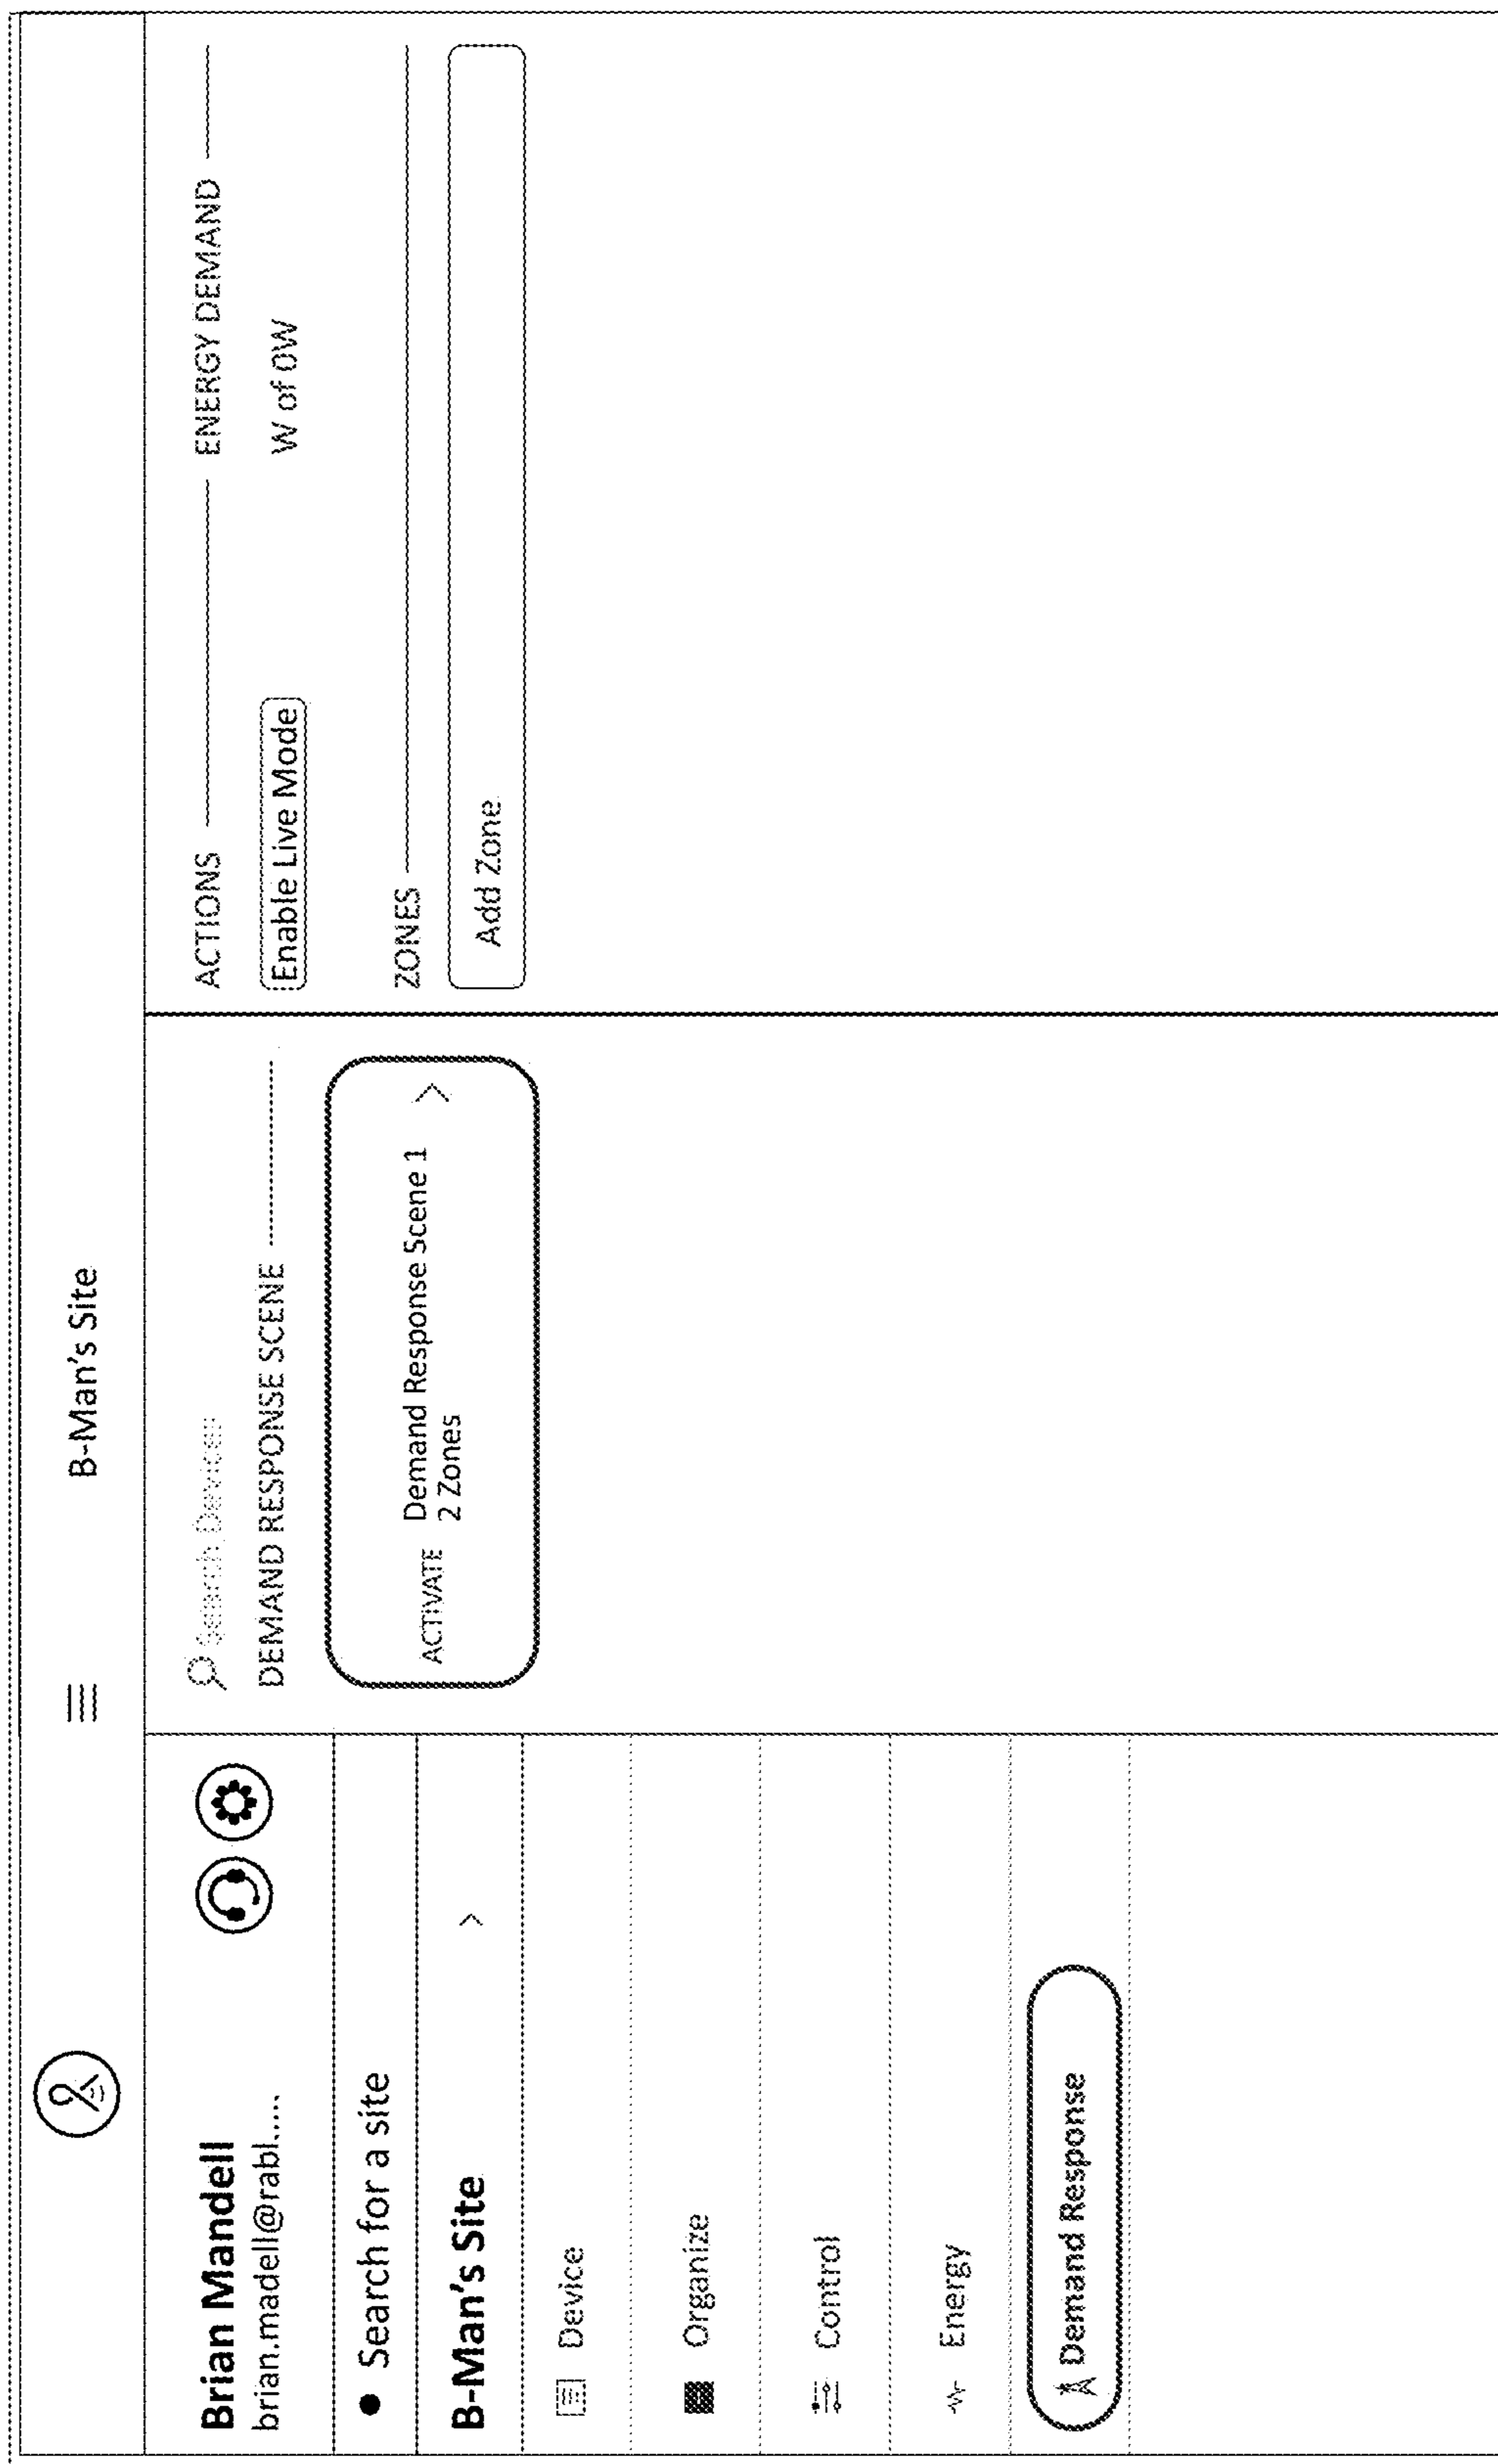 B-Man's Site
Brian Mandell
brian.madell@rabl....
Search for a site
B-Man's Site
Device
Organize
Control
Energy
Demand Response
Search Devices
DEMAND RESPONSE SCENE
ACTIVATE
Demand Response Scene 1
2 Zones
ACTIONS
ENERGY DEMAND
Enable Live Mode
W of 0W
ZONES
Add Zone